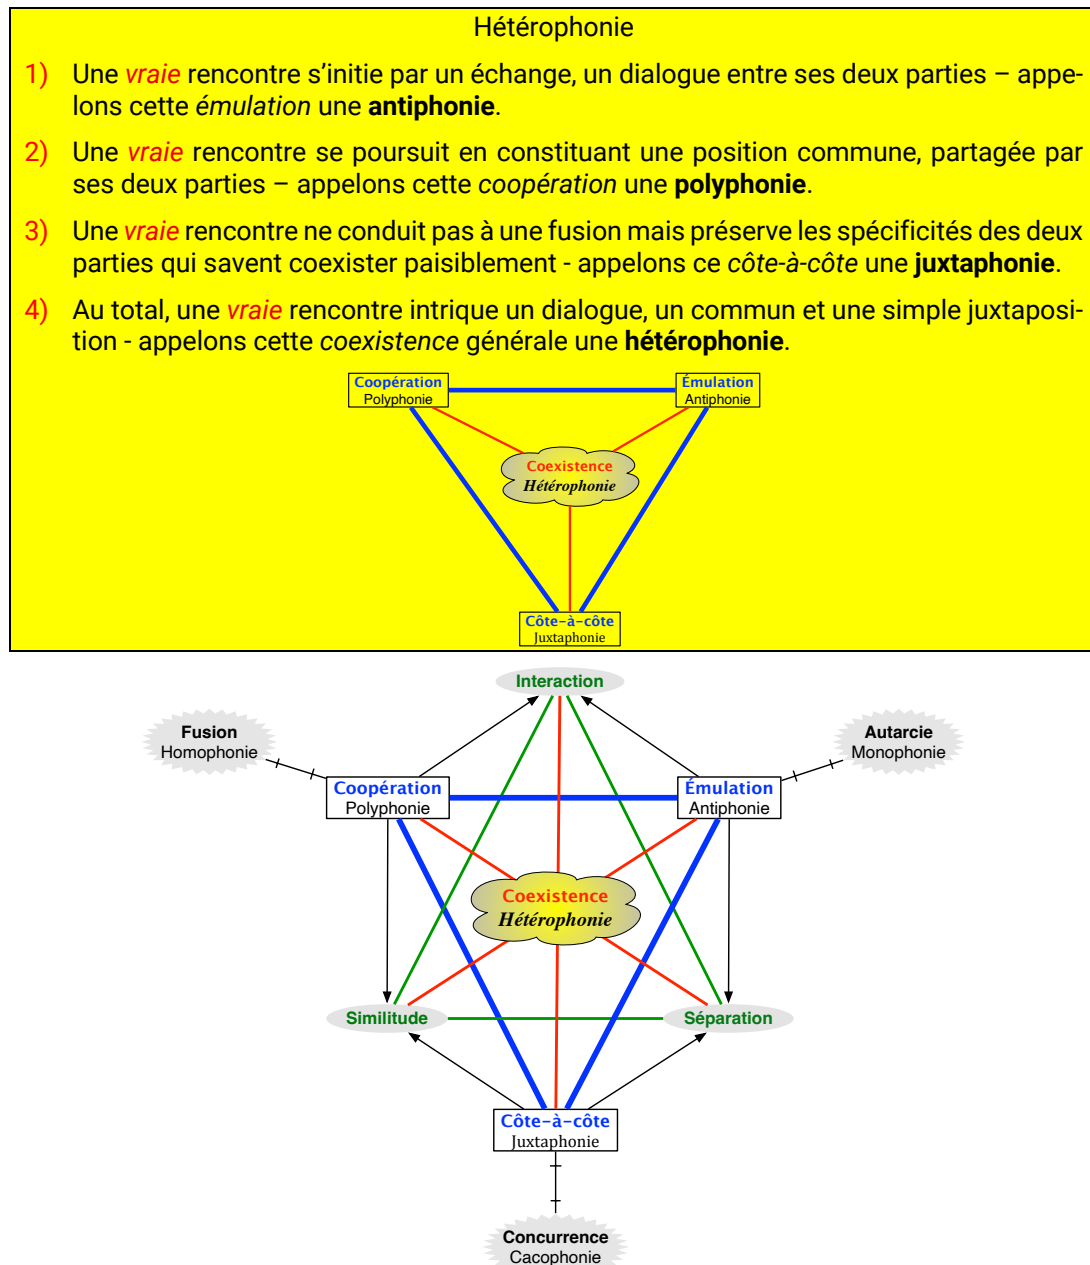 Hétérophonie
1) Une vraie rencontre s’initie par un échange, un dialogue entre ses deux parties – appe-
lons cette émulation une antiphonie.
2) Une vraie rencontre se poursuit en constituant une position commune, partagée par
ses deux parties – appelons cette coopération une polyphonie.
3) Une vraie rencontre ne conduit pas à une fusion mais préserve les spécificités des deux
parties qui savent coexister paisiblement - appelons ce côte-à-côte une juxtaphonie.
4) Au total, une vraie rencontre intrique un dialogue, un commun et une simple juxtaposi-
tion - appelons cette coexistence générale une hétérophonie.
Coopération
Polyphonie
Émulation
Antiphonie
Coexistence
Hétérophonie
Côte-à-côte
Juxtaphonie
Interaction
Fusion
Homophonie
Autarcie
Monophonie
Coopération
Polyphonie
Émulation
Antiphonie
Coexistence
Hétérophonie
Similitude
Séparation
Côte-à-côte
Juxtaphonie
Concurrence
Cacophonie